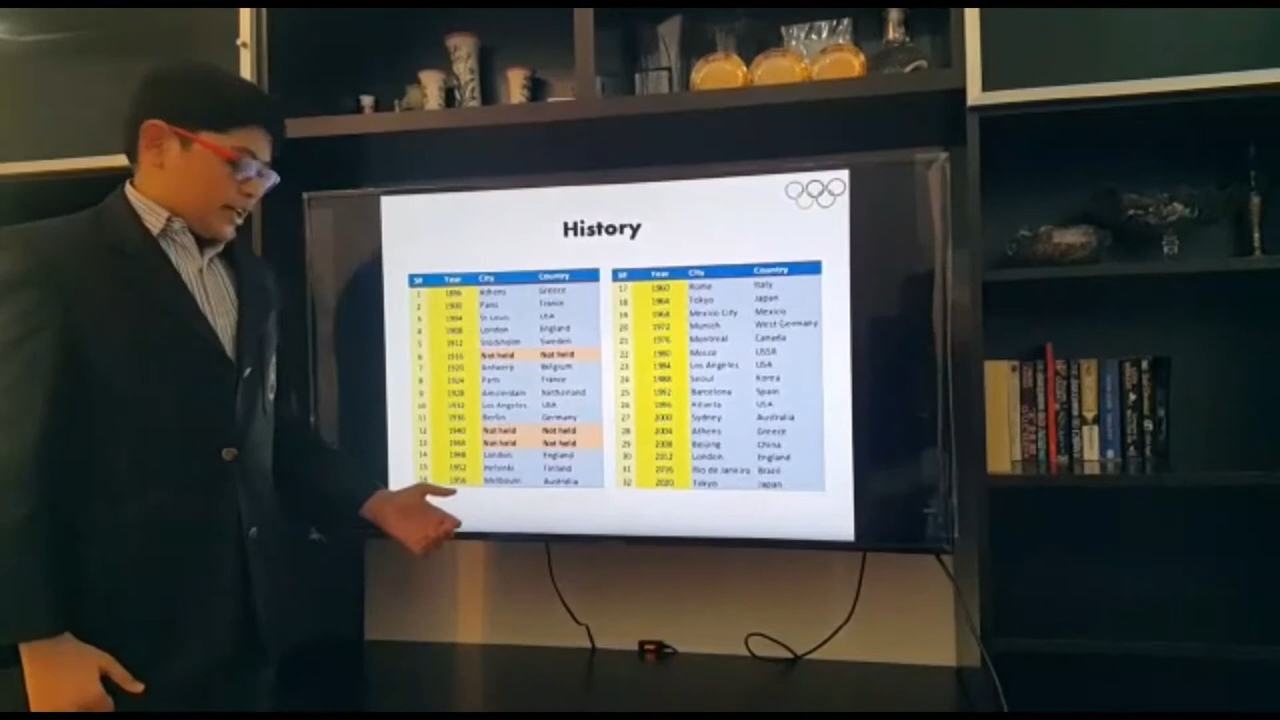 History
S# Year City Country
1 1896 Athens Greece
2 1900 Paris France
3 1904 St Louis USA
4 1908 London England
5 1912 Stockholm Sweden
6 1916 Not held Not held
7 1920 Antwerp Belgium
8 1924 Paris France
9 1928 Amsterdam
10 1932 Los Angeles USA
11 1936 Berlin Germany
12 1940 Not held Not held
13 Not held Not held
14 1948 London England
15 1952 Helsinki Finland
16 1956 Australia
S# Year City Country
17 1960 Rome Italy
18 1964 Tokyo Japan
19 1968 Mexico City Mexico
20 1972 Munich West Germany
21 1976 Montreal Canada
22 1980 USSR
23 1984 Los Angeles USA
24 1988 Seoul Korea
25 1992 Barcelona Spain
26 1996 Atlanta USA
27 2000 Sydney Australia
28 2004 Athens Greece
29 2008 Beijing China
30 2012 London England
31 2016 Rio de Janeiro Brazil
32 2020 Tokyo Japan